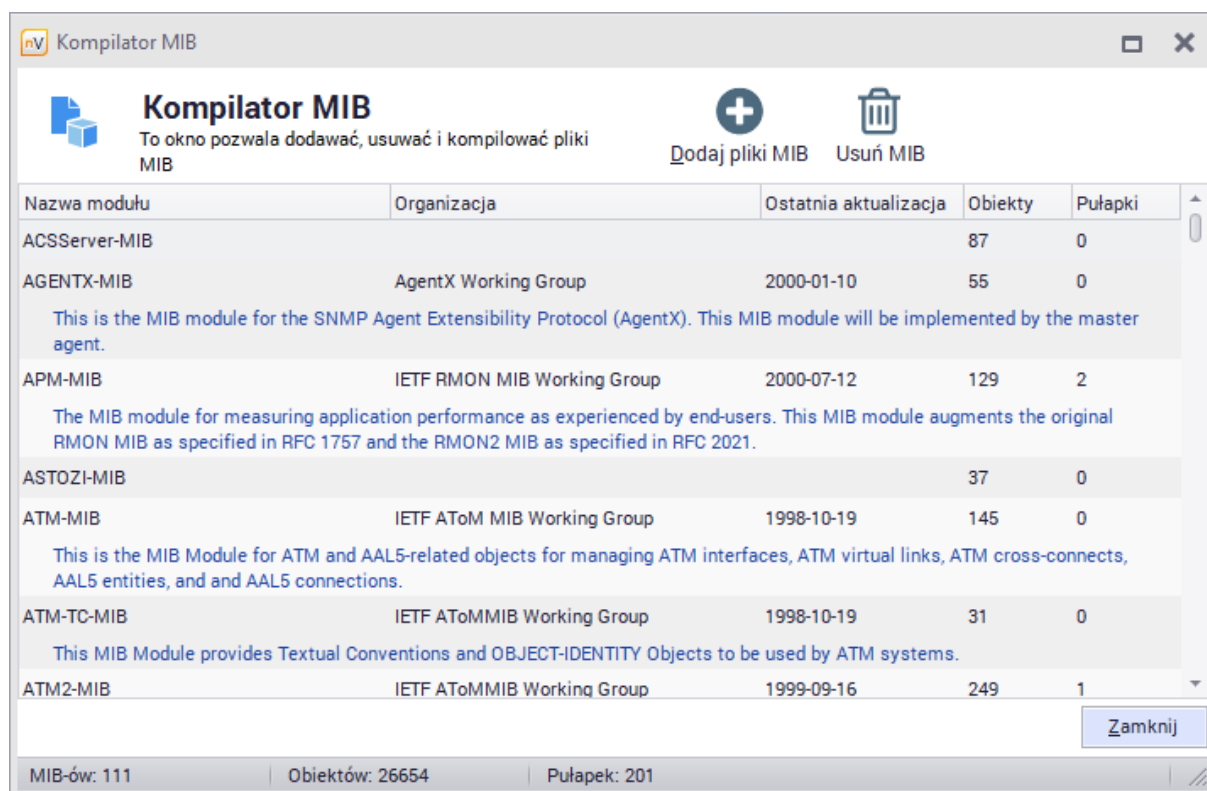 nV Kompilator MIB
Kompilator MIB
To okno pozwala dodawać, usuwać i kompilować pliki
MIB
Dodaj pliki MIB Usuń MIB
Nazwa modułu Organizacja Ostatnia aktualizacja Obiekty Pułapki
ACSServer-MIB 87 0
AGENTX-MIB AgentX Working Group 2000-01-10 55 0
This is the MIB module for the SNMP Agent Extensibility Protocol (AgentX). This MIB module will be implemented by the master
agent.
APM-MIB IETF RMON MIB Working Group 2000-07-12 129 2
The MIB module for measuring application performance as experienced by end-users. This MIB module augments the original
RMON MIB as specified in RFC 1757 and the RMON2 MIB as specified in RFC 2021.
ASTOZI-MIB 37 0
ATM-MIB IETF AToM MIB Working Group 1998-10-19 145 0
This is the MIB Module for ATM and AAL5-related objects for managing ATM interfaces, ATM virtual links, ATM cross-connects,
AAL5 entities, and and AAL5 connections.
ATM-TC-MIB IETF AToMMIB Working Group 1998-10-19 31 0
This MIB Module provides Textual Conventions and OBJECT-IDENTITY Objects to be used by ATM systems.
ATM2-MIB IETF AToMMIB Working Group 1999-09-16 249 1
Zamknij
MIB-ów: 111 Obiektów: 26654 Pułapek: 201